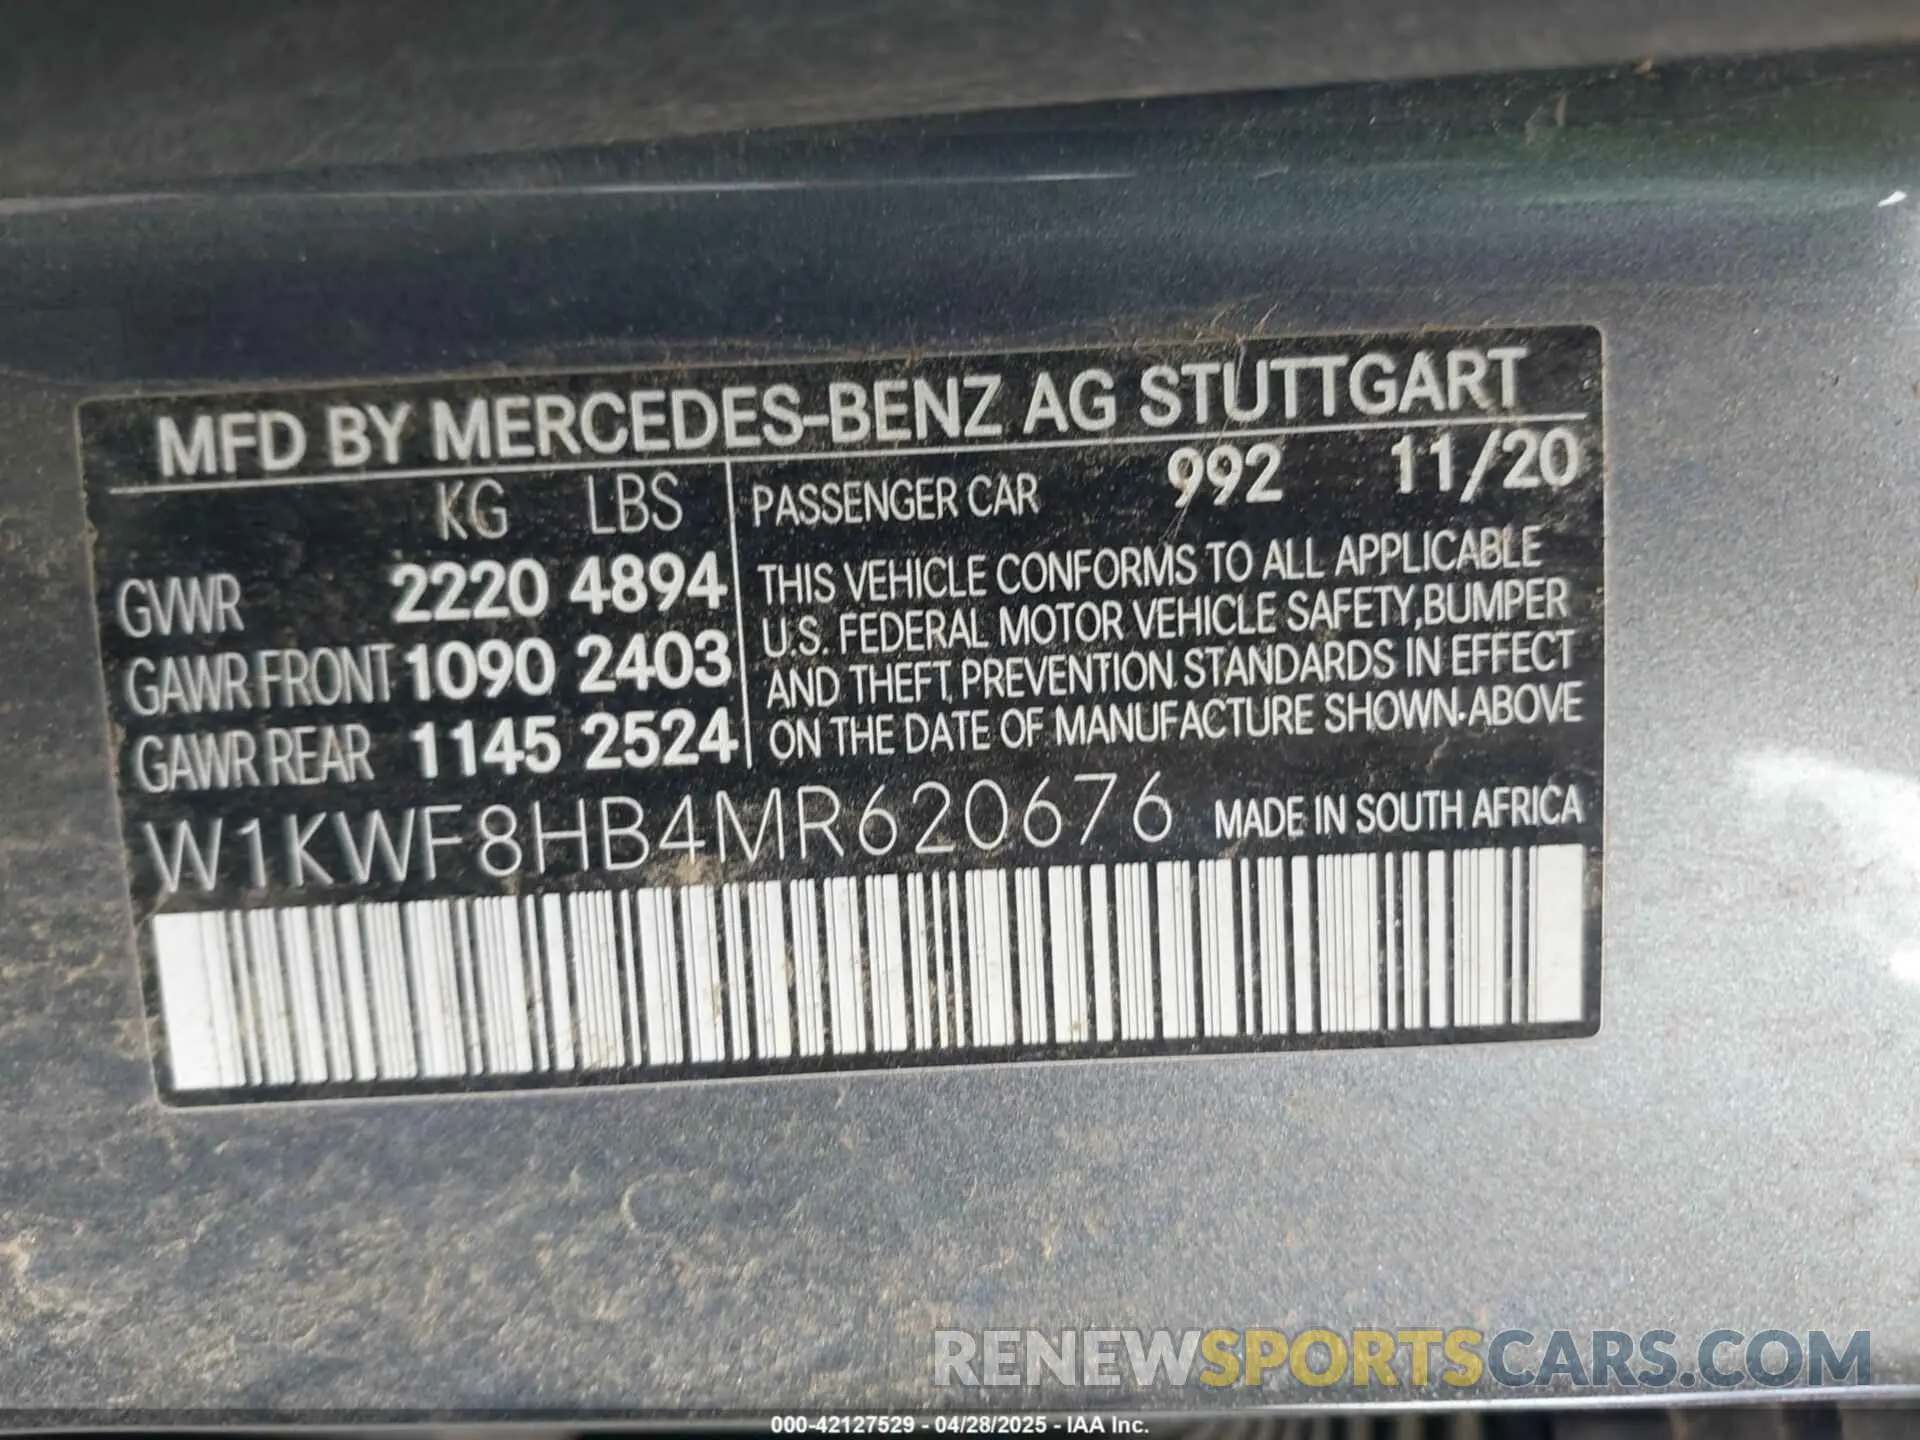 MFD BY MERCEDES-BENZ AG STUTTGART
KG LBS
GVWR 2220 4894
GAWR FRONT 1090 2403
GAWR REAR 1145 2524
PASSENGER CAR 992 11/20
THIS VEHICLE CONFORMS TO ALL APPLICABLE
U.S. FEDERAL MOTOR VEHICLE SAFETY, BUMPER
AND THEFT PREVENTION STANDARDS IN EFFECT
ON THE DATE OF MANUFACTURE SHOWN ABOVE
W1KWF8HB4MR620676 MADE IN SOUTH AFRICA
RENEWSPORTSCARS.COM
000-42127529 - 04/28/2025 - IAA Inc.